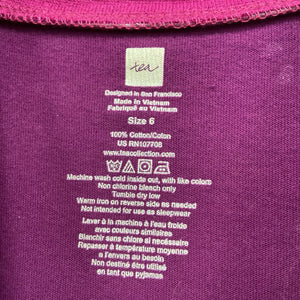 tea
Designed in San Francisco
Made in Vietnam
Fabriqué au Vietnam
Size 6
100% Cotton/Coton
US RN107708
www.teacollection.com
Machine wash cold inside out, with like colors
Non chlorine bleach only
Tumble dry low
Warm iron on reverse side as needed
Not intended for use as sleepwear
Laver à la machine à l'eau froide
avec couleurs similaires
Blanchir sans chlore si nécessaire
Repasser à température moyenne
a l'envers au besoin
Non destiné être utilisé
en tant que pyjamas